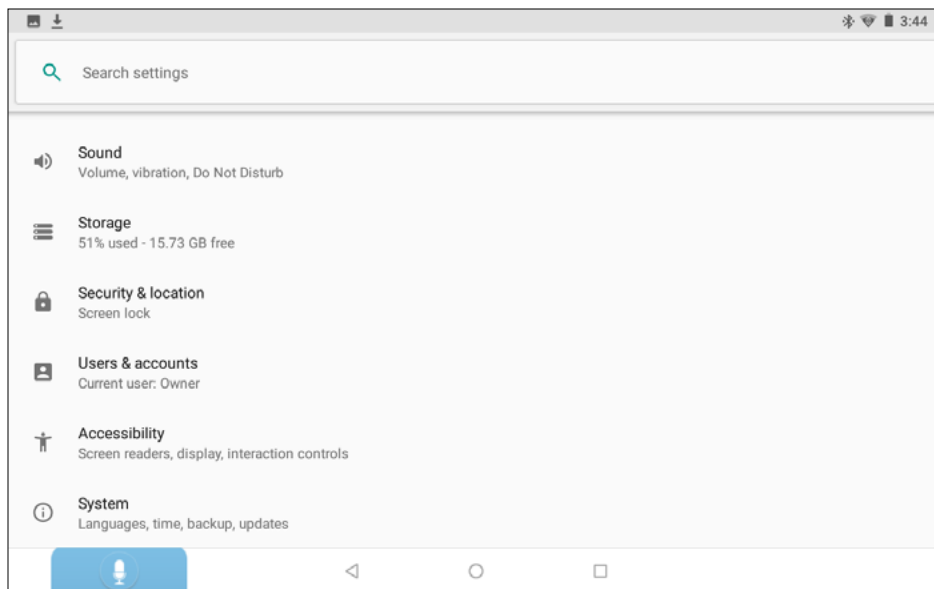 3:44
Search settings
Sound
Volume, vibration, Do Not Disturb
Storage
51% used - 15.73 GB free
Security & location
Screen lock
Users & accounts
Current user: Owner
Accessibility
Screen readers, display, interaction controls
System
Languages, time, backup, updates